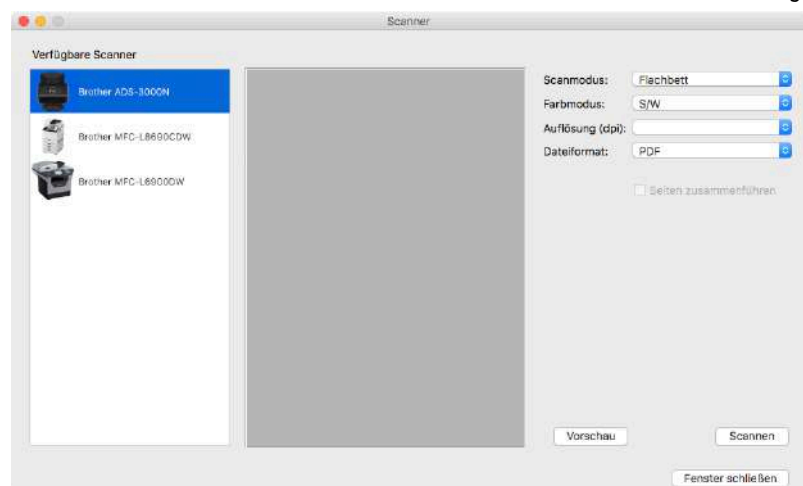 Scanner
Verfügbare Scanner
Brother ADS-3000N
Brother MFC-L8690CDW
Brother MFC-L6900DW
Scanmodus: Flachbett
Farbmodus: S/W
Auflösung (dpi):
Dateiformat: PDF
Seiten zusammenführen
Vorschau
Scannen
Fenster schließen